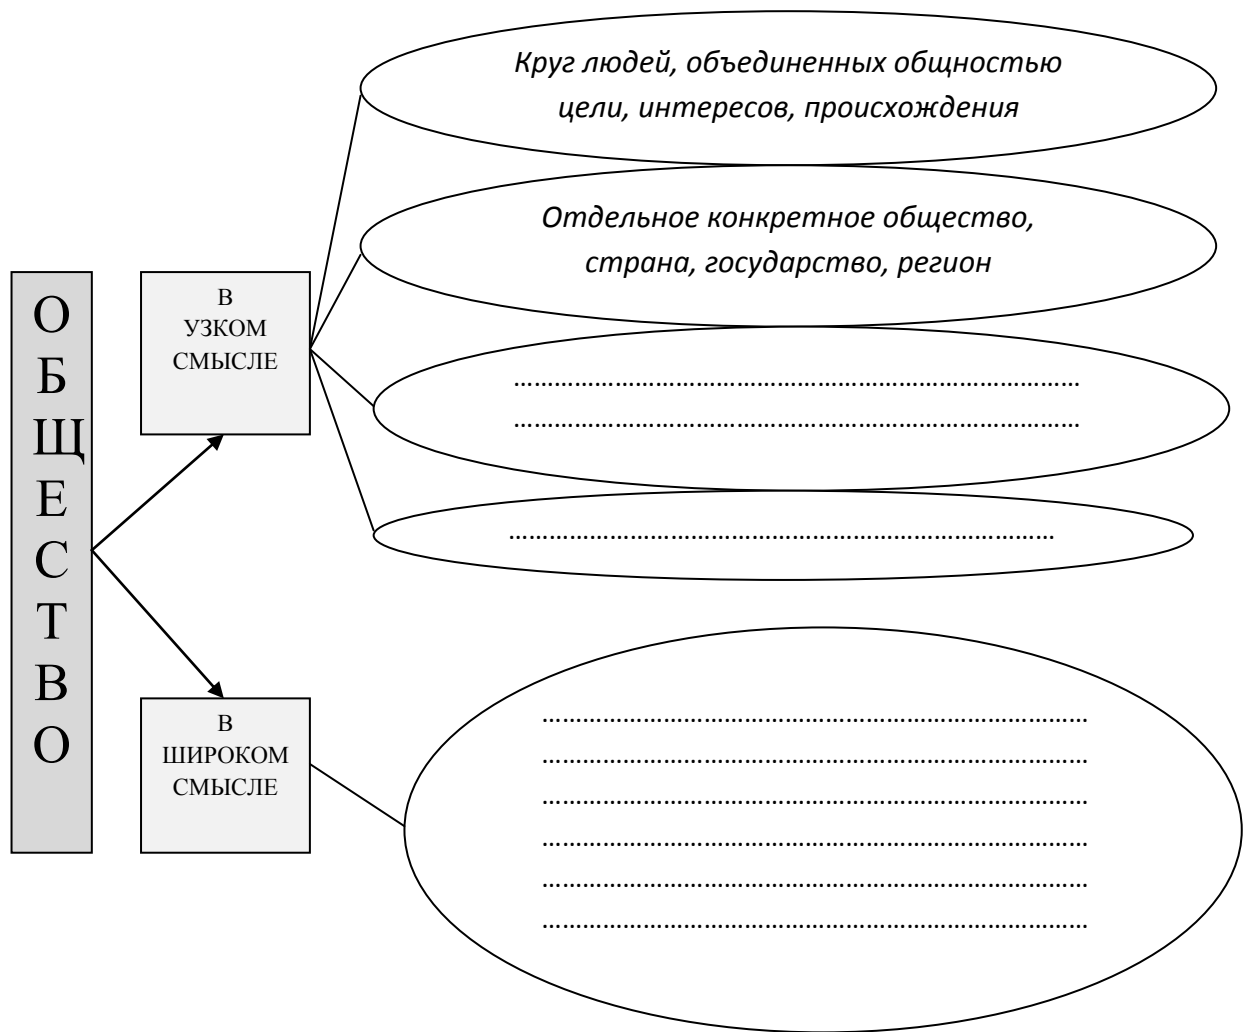 Круг людей, объединенных общностью
цели, интересов, происхождения
Отдельное конкретное общество,
страна, государство, регион
О
Б
Щ
Е
С
Т
В
О
В
УЗКОМ
СМЫСЛЕ
……………………………………………………………………………
……………………………………………………………………………
…………………………………………………………………………
В
ШИРОКОМ
СМЫСЛЕ
…………………………………………………………………………
…………………………………………………………………………
…………………………………………………………………………
…………………………………………………………………………
…………………………………………………………………………
…………………………………………………………………………